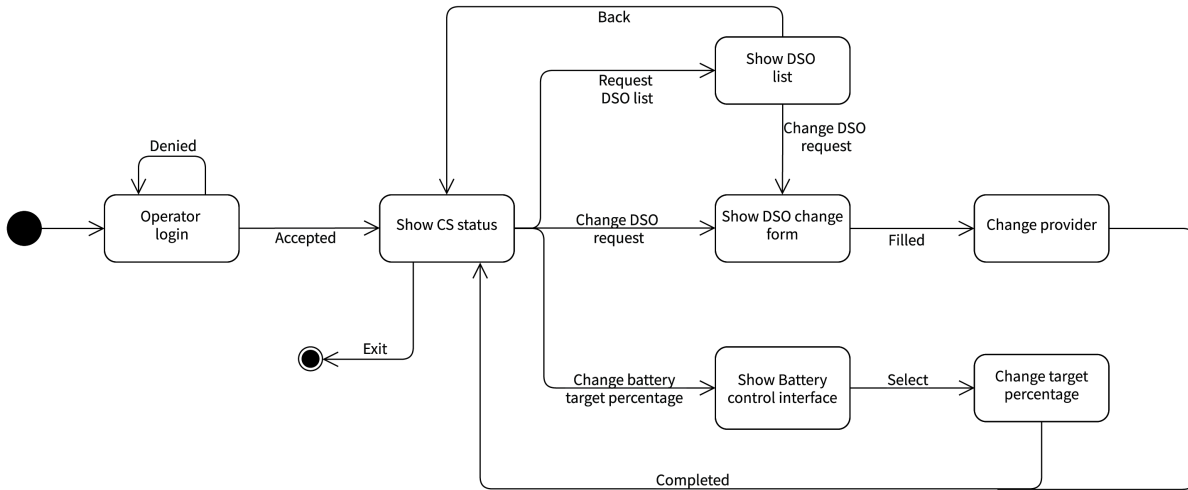 Back
Show DSO
list
Request
DSO list
Change DSO
request
Denied
Operator
login
Accepted
Show CS status
Change DSO
request
Show DSO change
form
Filled
Change provider
Exit
Change battery
target percentage
Show Battery
control interface
Select
Change target
percentage
Completed